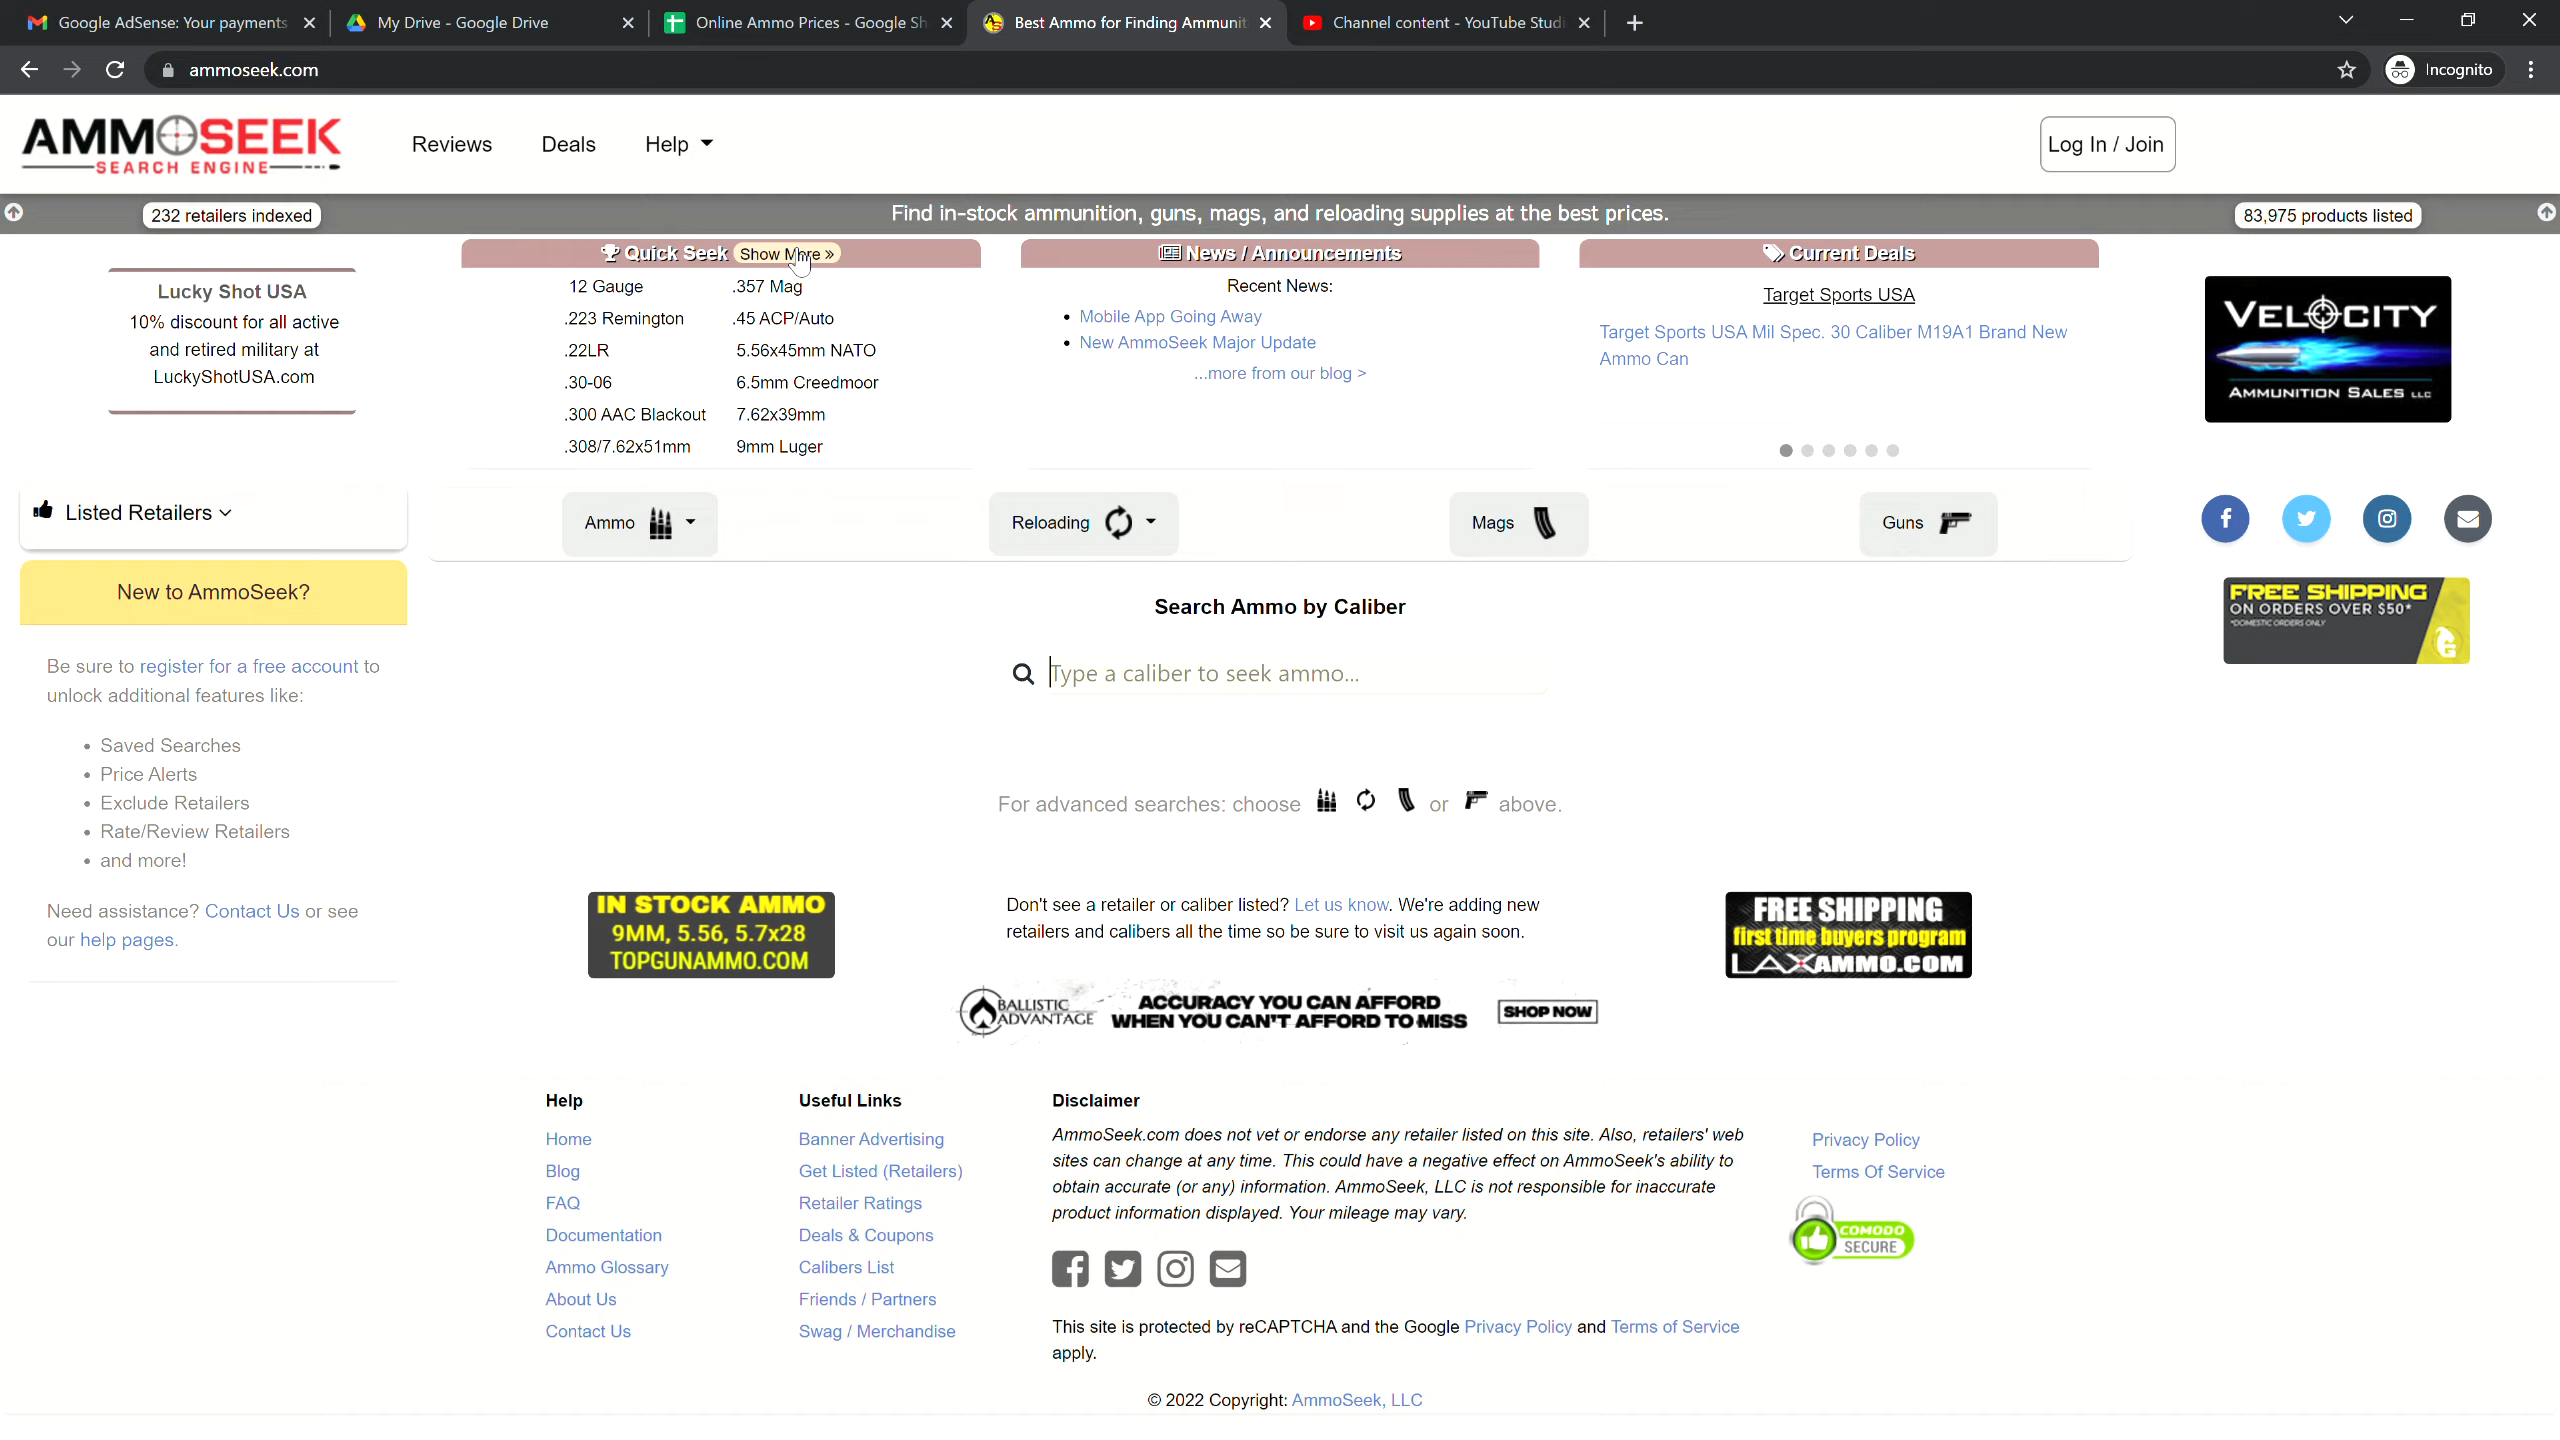 Google AdSense: Your payments
My Drive - Google Drive
Online Ammo Prices - Google Sh
Best Ammo for Finding Ammunit
Channel content - YouTube Studi
ammoseek.com
Incognito
AMMOSEEK
SEARCH ENGINE
Reviews
Deals
Help
Log In / Join
232 retailers indexed
Find in-stock ammunition, guns, mags, and reloading supplies at the best prices.
83,975 products listed
Lucky Shot USA
10% discount for all active
and retired military at
LuckyShotUSA.com
Quick Seek
Show More »
12 Gauge
.357 Mag
.223 Remington
.45 ACP/Auto
.22LR
5.56x45mm NATO
.30-06
6.5mm Creedmoor
.300 AAC Blackout
7.62x39mm
.308/7.62x51mm
9mm Luger
News / Announcements
Recent News:
• Mobile App Going Away
• New AmmoSeek Major Update
...more from our blog >
Current Deals
Target Sports USA
Target Sports USA Mil Spec. 30 Caliber M19A1 Brand New
Ammo Can
VELOCITY
AMMUNITION SALES LLC
Listed Retailers
Ammo
Reloading
Mags
Guns
New to AmmoSeek?
Be sure to register for a free account to
unlock additional features like:
• Saved Searches
• Price Alerts
• Exclude Retailers
• Rate/Review Retailers
• and more!
Need assistance? Contact Us or see
our help pages.
Search Ammo by Caliber
Type a caliber to seek ammo...
For advanced searches: choose or above.
FREE SHIPPING
ON ORDERS OVER $50*
*DOMESTIC ORDERS ONLY
IN STOCK AMMO
9MM, 5.56, 5.7x28
TOPGUNAMMO.COM
Don't see a retailer or caliber listed? Let us know. We're adding new
retailers and calibers all the time so be sure to visit us again soon.
FREE SHIPPING
first time buyers program
LAXAMMO.COM
BALLISTIC
ADVANTAGE
ACCURACY YOU CAN AFFORD
WHEN YOU CAN'T AFFORD TO MISS
SHOP NOW
Help
Home
Blog
FAQ
Documentation
Ammo Glossary
About Us
Contact Us
Useful Links
Banner Advertising
Get Listed (Retailers)
Retailer Ratings
Deals & Coupons
Calibers List
Friends / Partners
Swag / Merchandise
Disclaimer
AmmoSeek.com does not vet or endorse any retailer listed on this site. Also, retailers' web
sites can change at any time. This could have a negative effect on AmmoSeek's ability to
obtain accurate (or any) information. AmmoSeek, LLC is not responsible for inaccurate
product information displayed. Your mileage may vary.
This site is protected by reCAPTCHA and the Google Privacy Policy and Terms of Service
apply.
Privacy Policy
Terms Of Service
COMODO
SECURE
© 2022 Copyright: AmmoSeek, LLC